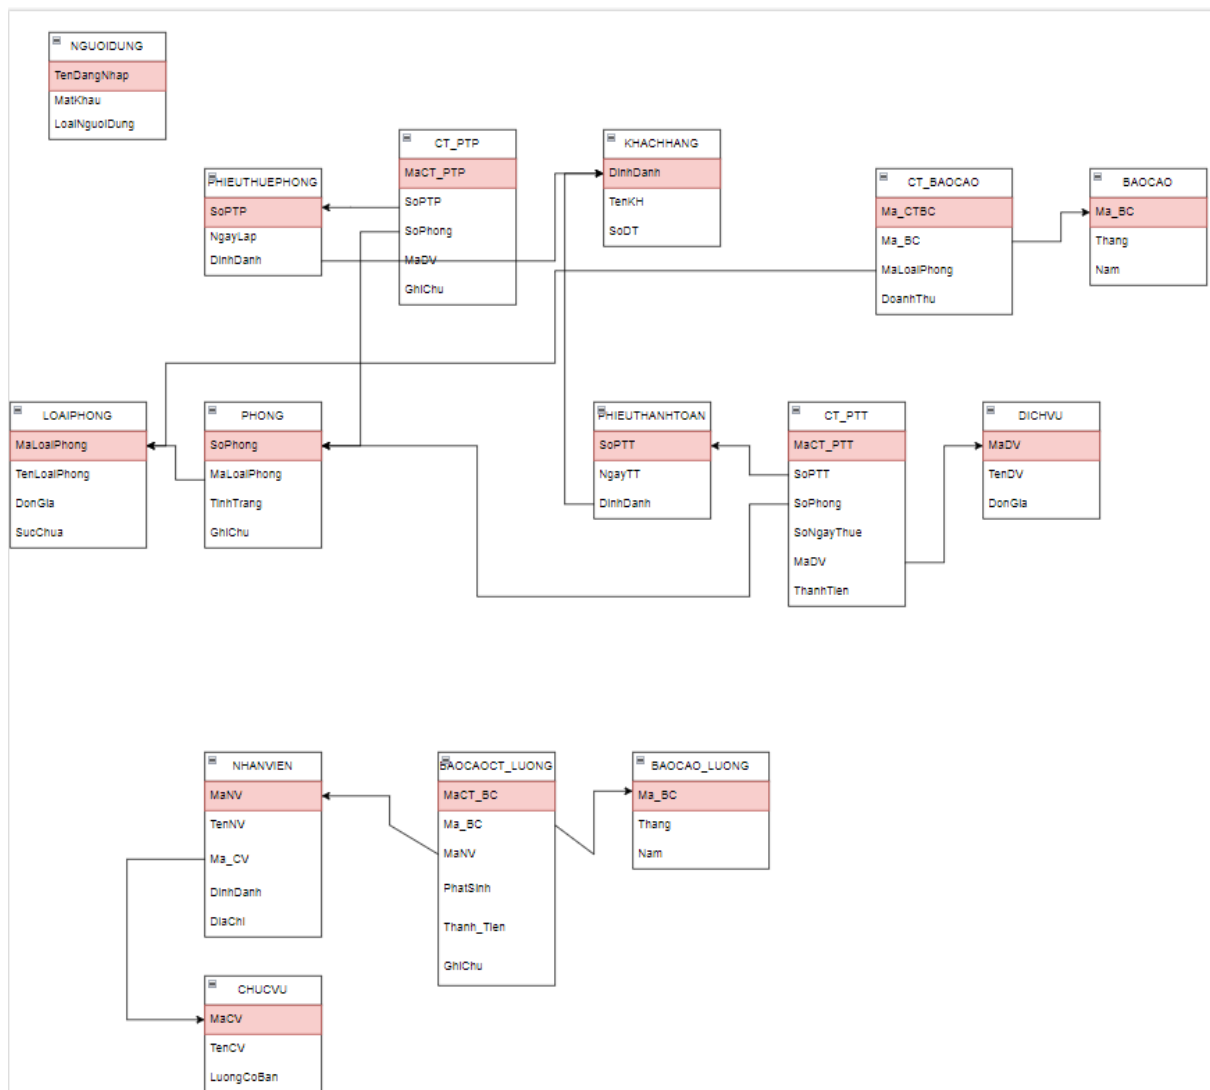 NGUOIDUNG
TenDangNhap
MatKhau
LoaiNguoiDung
PHIEUTHUEPHONG
SoPTP
NgayLap
DinhDanh
CT_PTP
MaCT_PTP
SoPTP
SoPhong
MaDV
GhiChu
KHACHHANG
DinhDanh
TenKH
SoDT
CT_BAOCAO
Ma_CTBC
Ma_BC
MaLoaiPhong
DoanhThu
BAOCAO
Ma_BC
Thang
Nam
LOAIPHONG
MaLoaiPhong
TenLoaiPhong
DonGia
SucChua
PHONG
SoPhong
MaLoaiPhong
TinhTrang
GhiChu
PHIEUTHANHTOAN
SoPTT
NgayTT
DinhDanh
CT_PTT
MaCT_PTT
SoPTT
SoPhong
SoNgayThue
MaDV
ThanhTien
DICHVU
MaDV
TenDV
DonGia
NHANVIEN
MaNV
TenNV
Ma_CV
DinhDanh
DiaChi
BAOCAOCT_LUONG
MaCT_BC
Ma_BC
MaNV
PhatSinh
Thanh_Tien
GhiChu
BAOCAO_LUONG
Ma_BC
Thang
Nam
CHUCVU
MaCV
TenCV
LuongCoBan